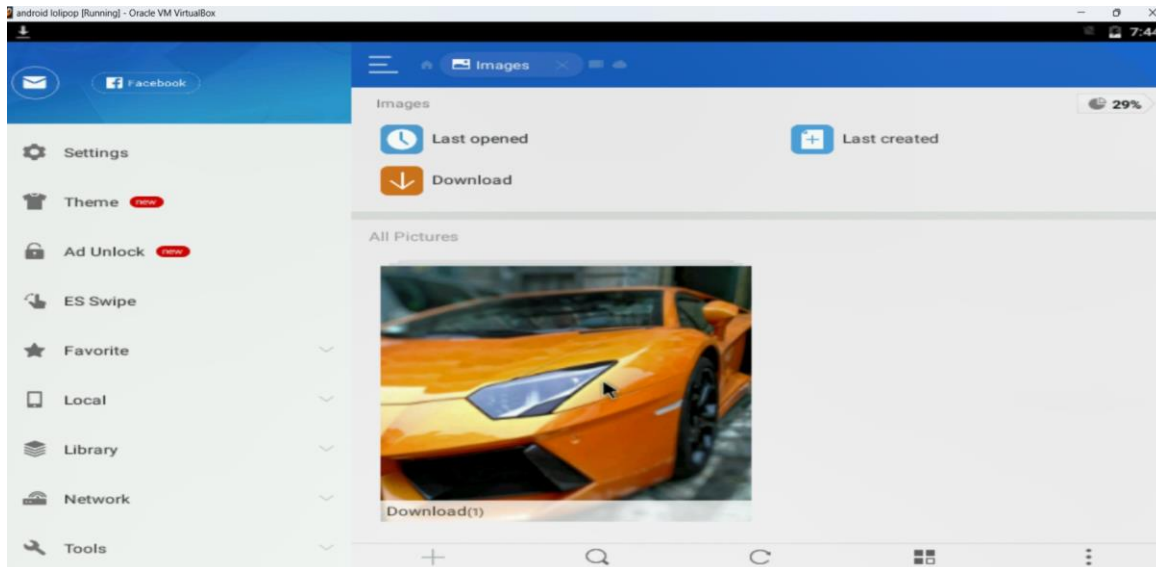 android lolipop [Running] - Oracle VM VirtualBox
7:44
Facebook
Images
Images
29%
Last opened
Last created
Download
All Pictures
Settings
Theme new
Ad Unlock new
ES Swipe
Favorite
Local
Library
Network
Tools
Download(1)